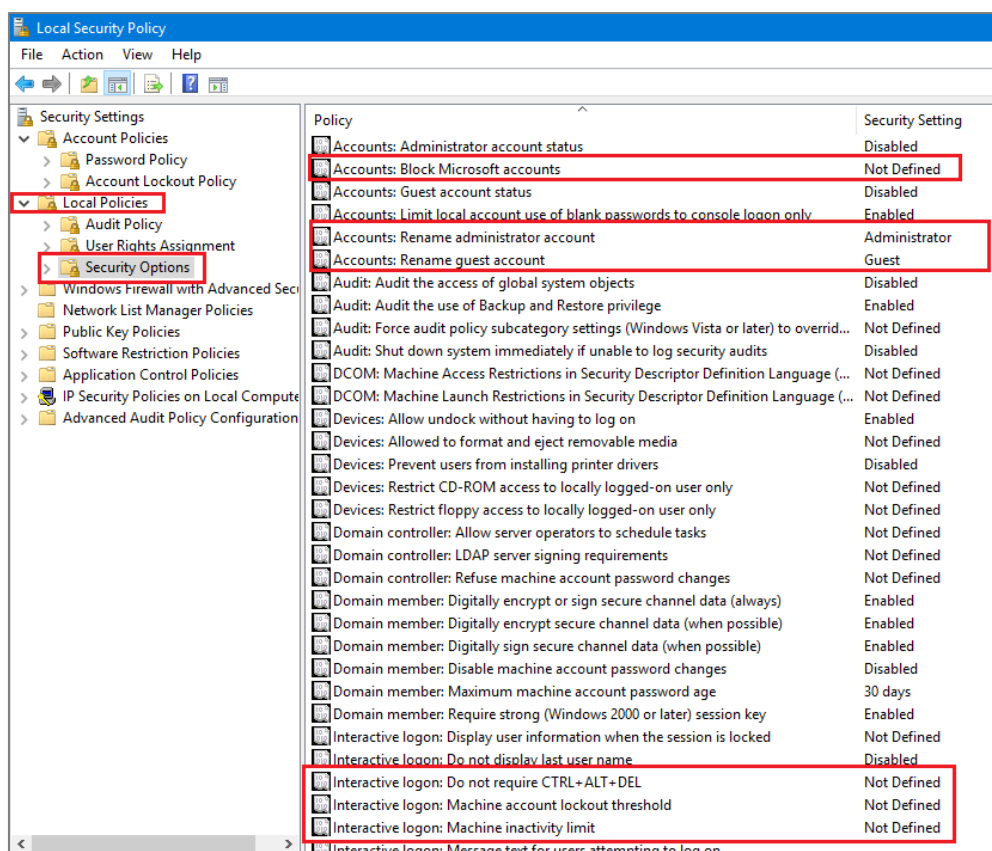 Local Security Policy
File Action View Help
Security Settings
Account Policies
Password Policy
Account Lockout Policy
Local Policies
Audit Policy
User Rights Assignment
Security Options
Windows Firewall with Advanced Secu
Network List Manager Policies
Public Key Policies
Software Restriction Policies
Application Control Policies
IP Security Policies on Local Compute
Advanced Audit Policy Configuration
Policy Security Setting
Accounts: Administrator account status Disabled
Accounts: Block Microsoft accounts Not Defined
Accounts: Guest account status Disabled
Accounts: Limit local account use of blank passwords to console logon only Enabled
Accounts: Rename administrator account Administrator
Accounts: Rename guest account Guest
Audit: Audit the access of global system objects Disabled
Audit: Audit the use of Backup and Restore privilege Enabled
Audit: Force audit policy subcategory settings (Windows Vista or later) to overrid... Not Defined
Audit: Shut down system immediately if unable to log security audits Disabled
DCOM: Machine Access Restrictions in Security Descriptor Definition Language (... Not Defined
DCOM: Machine Launch Restrictions in Security Descriptor Definition Language (... Not Defined
Devices: Allow undock without having to log on Enabled
Devices: Allowed to format and eject removable media Not Defined
Devices: Prevent users from installing printer drivers Disabled
Devices: Restrict CD-ROM access to locally logged-on user only Not Defined
Devices: Restrict floppy access to locally logged-on user only Not Defined
Domain controller: Allow server operators to schedule tasks Not Defined
Domain controller: LDAP server signing requirements Not Defined
Domain controller: Refuse machine account password changes Not Defined
Domain member: Digitally encrypt or sign secure channel data (always) Enabled
Domain member: Digitally encrypt secure channel data (when possible) Enabled
Domain member: Digitally sign secure channel data (when possible) Enabled
Domain member: Disable machine account password changes Disabled
Domain member: Maximum machine account password age 30 days
Domain member: Require strong (Windows 2000 or later) session key Enabled
Interactive logon: Display user information when the session is locked Not Defined
Interactive logon: Do not display last user name Disabled
Interactive logon: Do not require CTRL+ALT+DEL Not Defined
Interactive logon: Machine account lockout threshold Not Defined
Interactive logon: Machine inactivity limit Not Defined
Interactive logon: Message text for users attempting to log on